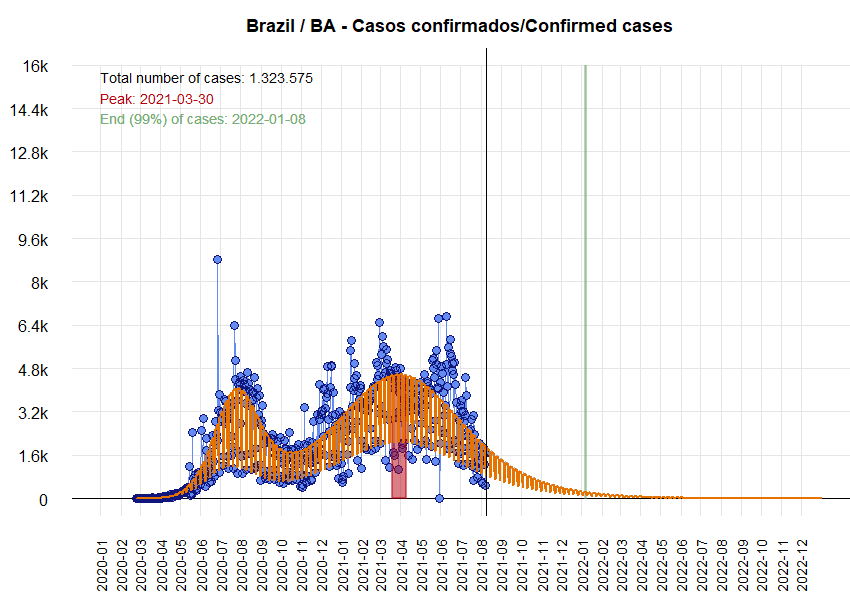 Brazil / BA - Casos confirmados/Confirmed cases
16k
14.4k
12.8k
11.2k
9.6k
8k
6.4k
4.8k
3.2k
1.6k
0
Total number of cases: 1.323.575
Peak: 2021-03-30
End (99%) of cases: 2022-01-08
2020-01
2020-02
2020-03
2020-04
2020-05
2020-06
2020-07
2020-08
2020-09
2020-10
2020-11
2020-12
2021-01
2021-02
2021-03
2021-04
2021-05
2021-06
2021-07
2021-08
2021-09
2021-10
2021-11
2021-12
2022-01
2022-02
2022-03
2022-04
2022-05
2022-06
2022-07
2022-08
2022-09
2022-10
2022-11
2022-12